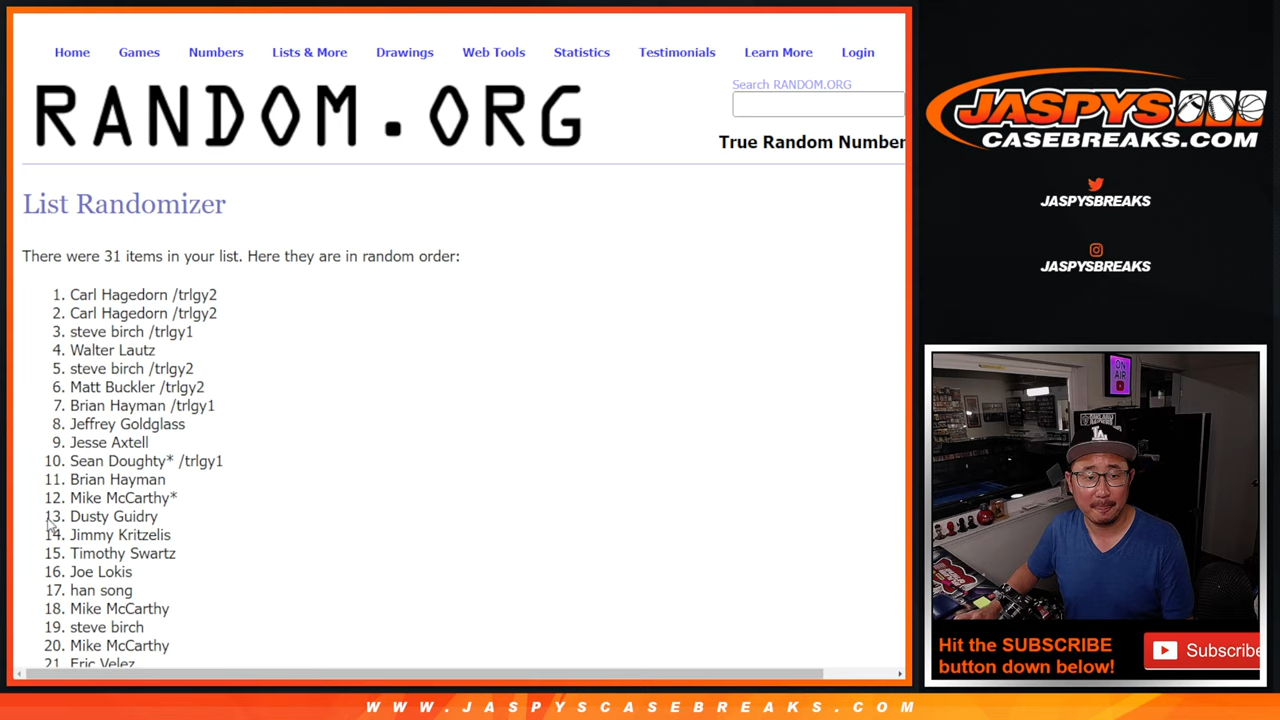 Home Games Numbers Lists & More Drawings Web Tools Statistics Testimonials Learn More Login
RANDOM.ORG
Search RANDOM.ORG
True Random Number
List Randomizer
There were 31 items in your list. Here they are in random order:
1. Carl Hagedorn /trlgy2
2. Carl Hagedorn /trlgy2
3. steve birch /trlgy1
4. Walter Lautz
5. steve birch /trlgy2
6. Matt Buckler /trlgy2
7. Brian Hayman /trlgy1
8. Jeffrey Goldglass
9. Jesse Axtell
10. Sean Doughty* /trlgy1
11. Brian Hayman
12. Mike McCarthy*
13. Dusty Guidry
14. Jimmy Kritzelis
15. Timothy Swartz
16. Joe Lokis
17. han song
18. Mike McCarthy
19. steve birch
20. Mike McCarthy
21. Eric Velez
JASPYS
CASEBREAKS.COM
JASPYSBREAKS
JASPYSBREAKS
ON
AIR
LA
Hit the SUBSCRIBE
button down below!
Subscribe
WWW.JASPYSCASEBREAKS.COM